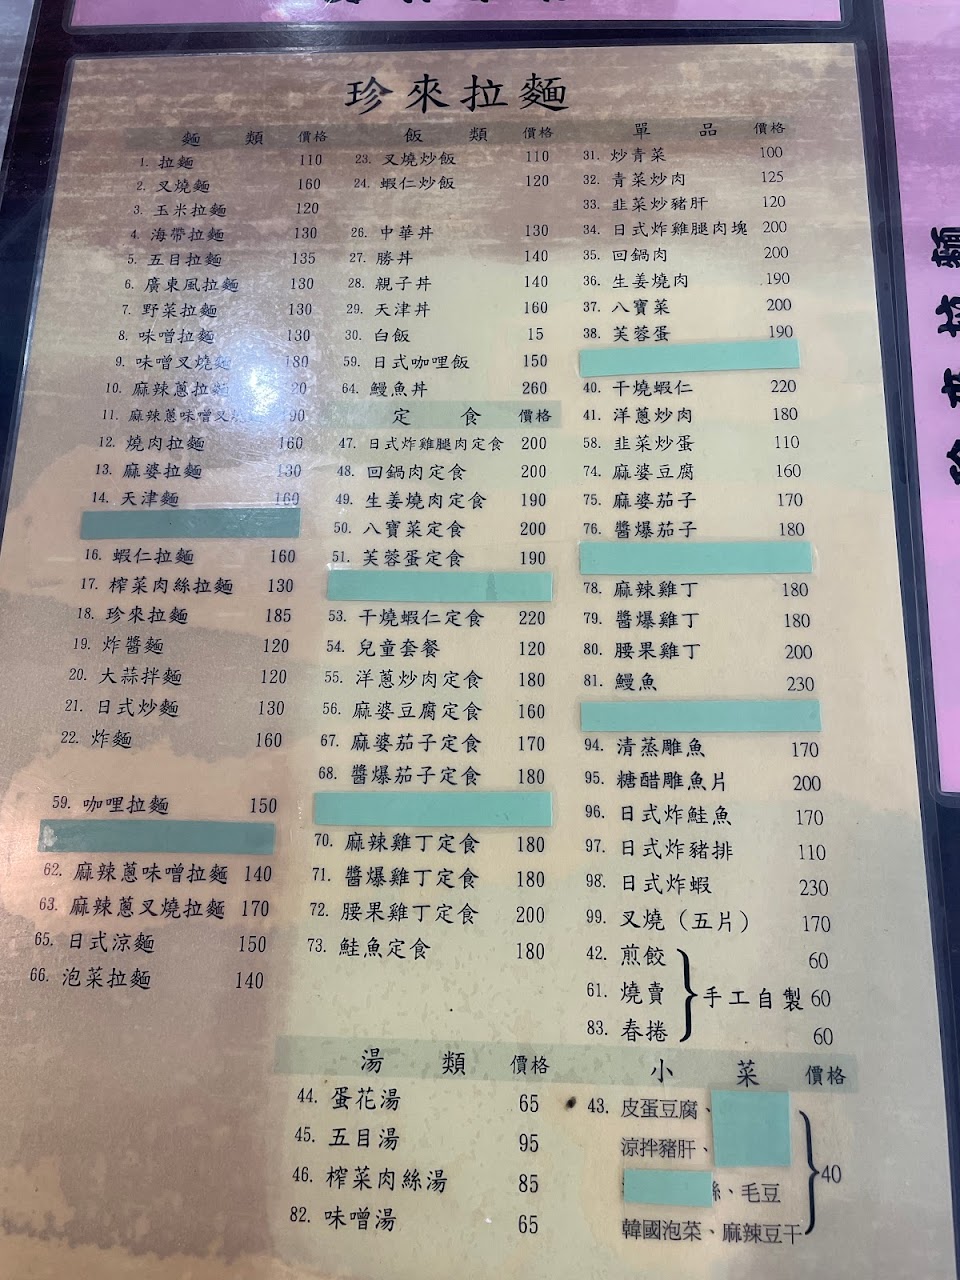 珍來拉麵
麵 類 價格
1. 拉麵 110
2. 叉燒麵 160
3. 玉米拉麵 120
4. 海帶拉麵 130
5. 五目拉麵 135
6. 廣東風拉麵 130
7. 野菜拉麵 130
8. 味噌拉麵 130
9. 味噌叉燒麵 180
10. 麻辣蔥拉麵 20
11. 麻辣蔥味噌叉 90
12. 燒肉拉麵 160
13. 麻婆拉麵 130
14. 天津麵 160
16. 蝦仁拉麵 160
17. 榨菜肉絲拉麵 130
18. 珍來拉麵 185
19. 炸醬麵 120
20. 大蒜拌麵 120
21. 日式炒麵 130
22. 炸麵 160
59. 咖哩拉麵 150
62. 麻辣蔥味噌拉麵 140
63. 麻辣蔥叉燒拉麵 170
65. 日式涼麵 150
66. 泡菜拉麵 140
飯 類 價格
23. 叉燒炒飯 110
24. 蝦仁炒飯 120
26. 中華丼 130
27. 勝丼 140
28. 親子丼 140
29. 天津丼 160
30. 白飯 15
59. 日式咖哩飯 150
64. 鰻魚丼 260
定 食 價格
47. 日式炸雞腿肉定食 200
48. 回鍋肉定食 200
49. 生姜燒肉定食 190
50. 八寶菜定食 200
51. 芙蓉蛋定食 190
53. 干燒蝦仁定食 220
54. 兒童套餐 120
55. 洋蔥炒肉定食 180
56. 麻婆豆腐定食 160
67. 麻婆茄子定食 170
68. 醬爆茄子定食 180
70. 麻辣雞丁定食 180
71. 醬爆雞丁定食 180
72. 腰果雞丁定食 200
73. 鮭魚定食 180
湯 類 價格
44. 蛋花湯 65
45. 五目湯 95
46. 榨菜肉絲湯 85
82. 味噌湯 65
單 品 價格
31. 炒青菜 100
32. 青菜炒肉 125
33. 韭菜炒豬肝 120
34. 日式炸雞腿肉塊 200
35. 回鍋肉 200
36. 生姜燒肉 190
37. 八寶菜 200
38. 芙蓉蛋 190
40. 干燒蝦仁 220
41. 洋蔥炒肉 180
58. 韭菜炒蛋 110
74. 麻婆豆腐 160
75. 麻婆茄子 170
76. 醬爆茄子 180
78. 麻辣雞丁 180
79. 醬爆雞丁 180
80. 腰果雞丁 200
81. 鰻魚 230
94. 清蒸鵰魚 170
95. 糖醋鵰魚片 200
96. 日式炸鮭魚 170
97. 日式炸豬排 110
98. 日式炸蝦 230
99. 叉燒（五片） 170
42. 煎餃 60
61. 燒賣 手工自製 60
83. 春捲 60
小 菜 價格
43. 皮蛋豆腐、
涼拌豬肝、
絲、毛豆 40
韓國泡菜、麻辣豆干